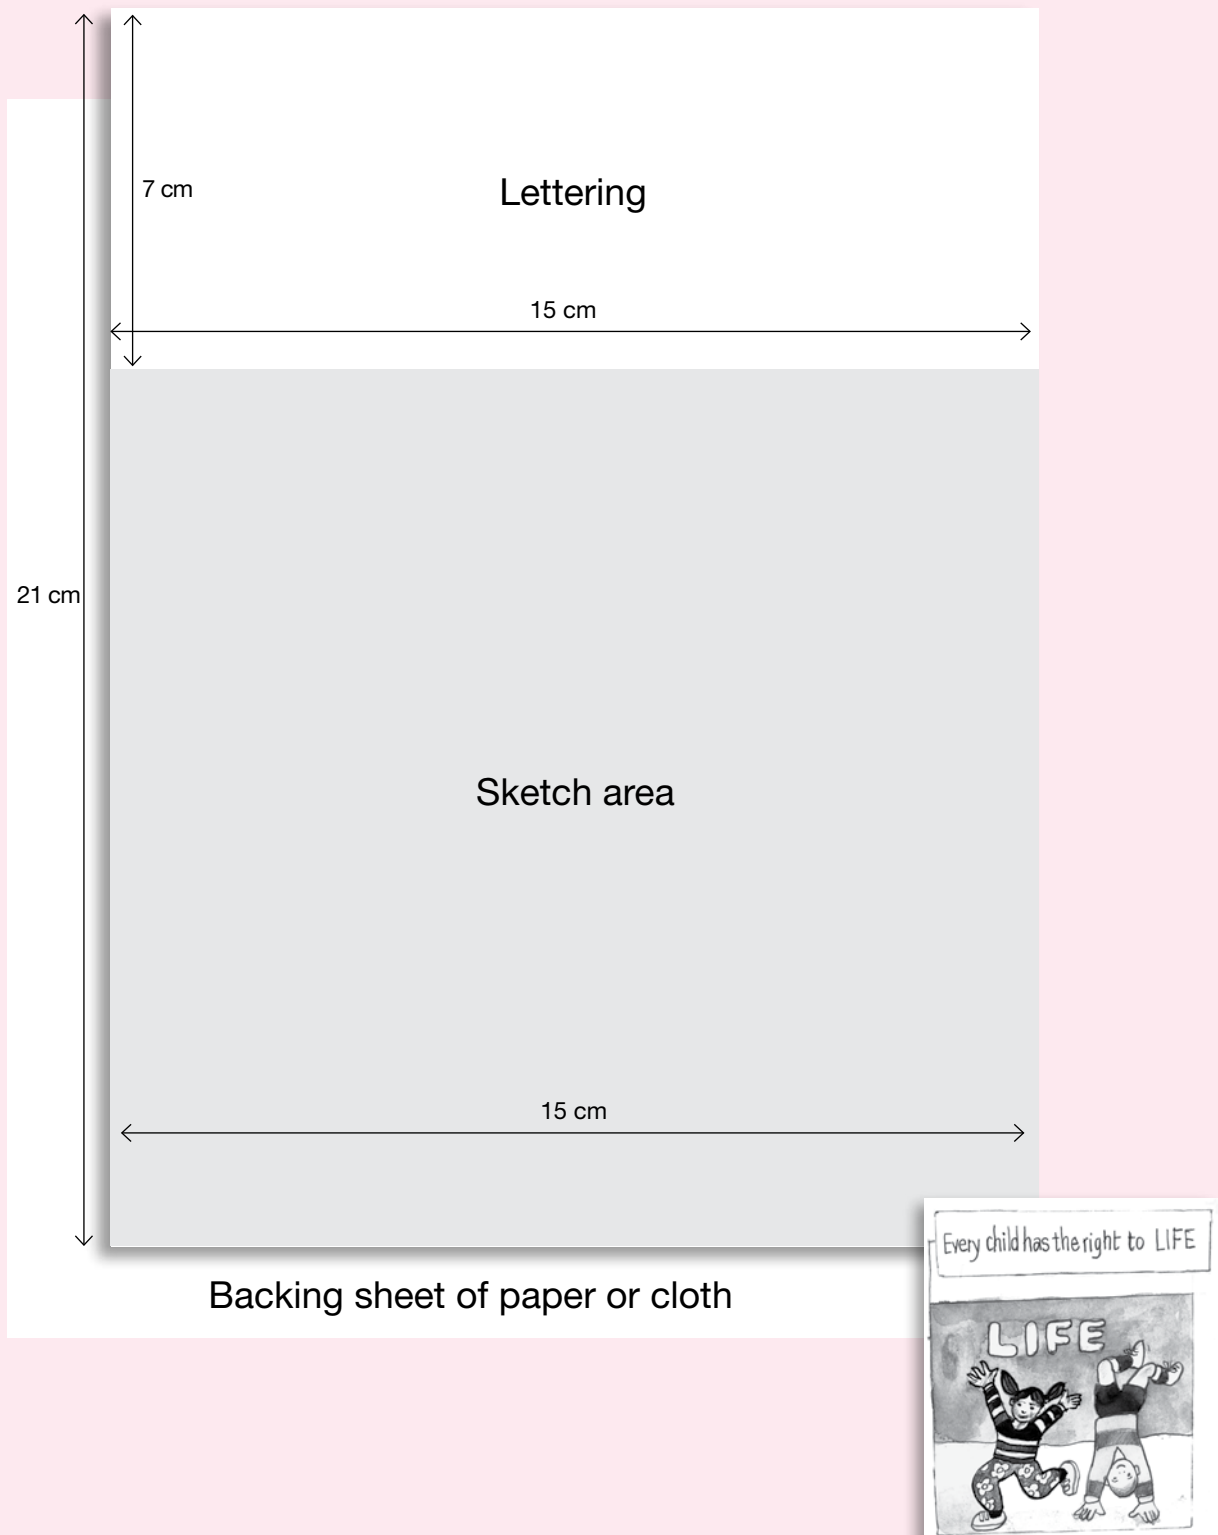 7 cm
Lettering
15 cm
21 cm
Sketch area
15 cm
Backing sheet of paper or cloth
Every child has the right to LIFE
LIFE